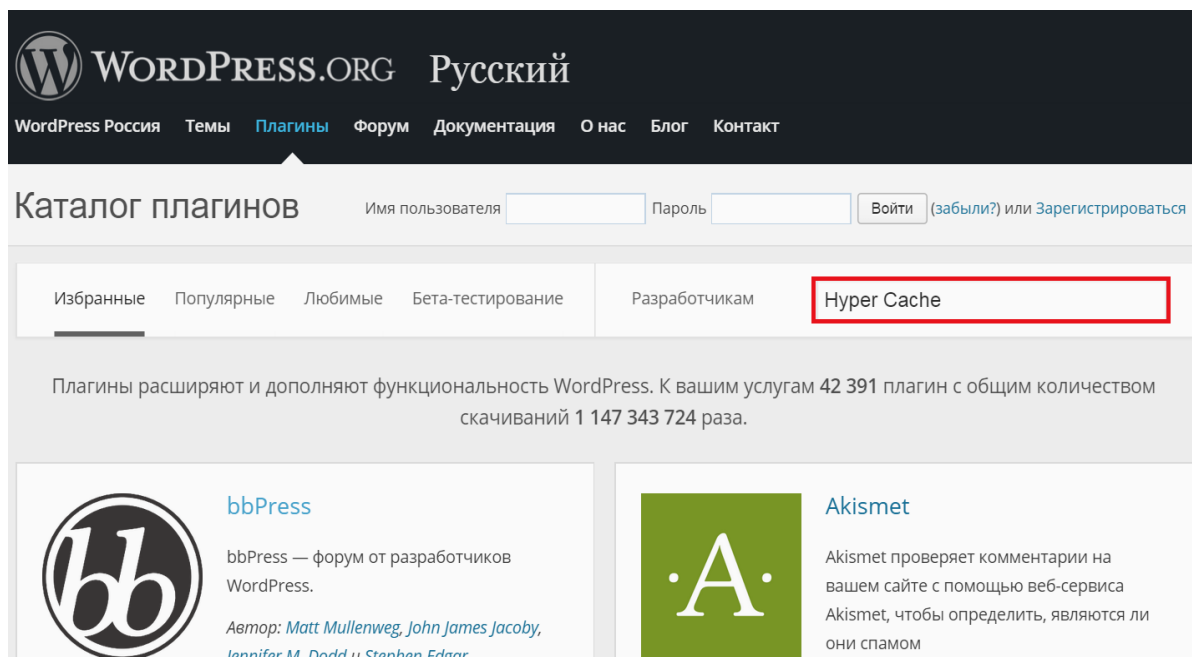 WORDPRESS.ORG Русский
WordPress Россия Темы Плагины Форум Документация О нас Блог Контакт
Каталог плагинов Имя пользователя Пароль Войти (забыли?) или Зарегистрироваться
Избранные Популярные Любимые Бета-тестирование Разработчикам Hyper Cache
Плагины расширяют и дополняют функциональность WordPress. К вашим услугам 42 391 плагин с общим количеством
скачиваний 1 147 343 724 раза.
bbPress
bbPress — форум от разработчиков
WordPress.
Автор: Matt Mullenweg, John James Jacoby,
Jennifer M. Dodd и Stephen Edgar
Akismet
Akismet проверяет комментарии на
вашем сайте с помощью веб-сервиса
Akismet, чтобы определить, являются ли
они спамом